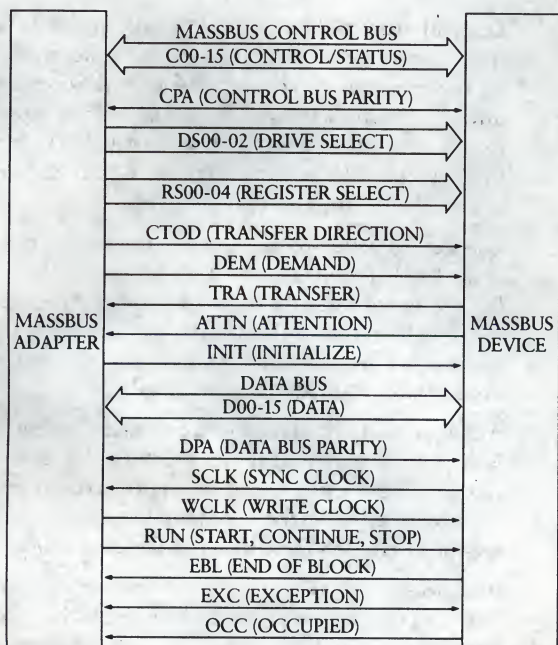 MASSBUS CONTROL BUS
C00-15 (CONTROL/STATUS)
CPA (CONTROL BUS PARITY)
DS00-02 (DRIVE SELECT)
RS00-04 (REGISTER SELECT)
CTOD (TRANSFER DIRECTION)
DEM (DEMAND)
TRA (TRANSFER)
MASSBUS
ADAPTER
ATTN (ATTENTION)
MASSBUS
DEVICE
INIT (INITIALIZE)
DATA BUS
D00-15 (DATA)
DPA (DATA BUS PARITY)
SCLK (SYNC CLOCK)
WCLK (WRITE CLOCK)
RUN (START, CONTINUE, STOP)
EBL (END OF BLOCK)
EXC (EXCEPTION)
OCC (OCCUPIED)